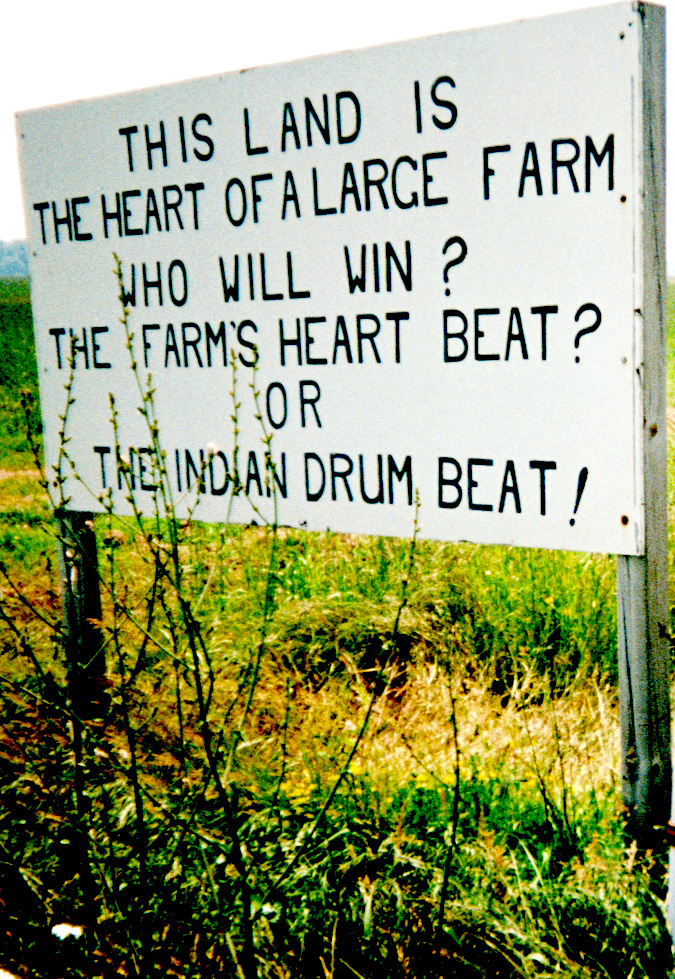 THIS LAND IS
THE HEART OF A LARGE FARM
WHO WILL WIN?
THE FARM'S HEART BEAT?
OR
THE INDIAN DRUM BEAT!